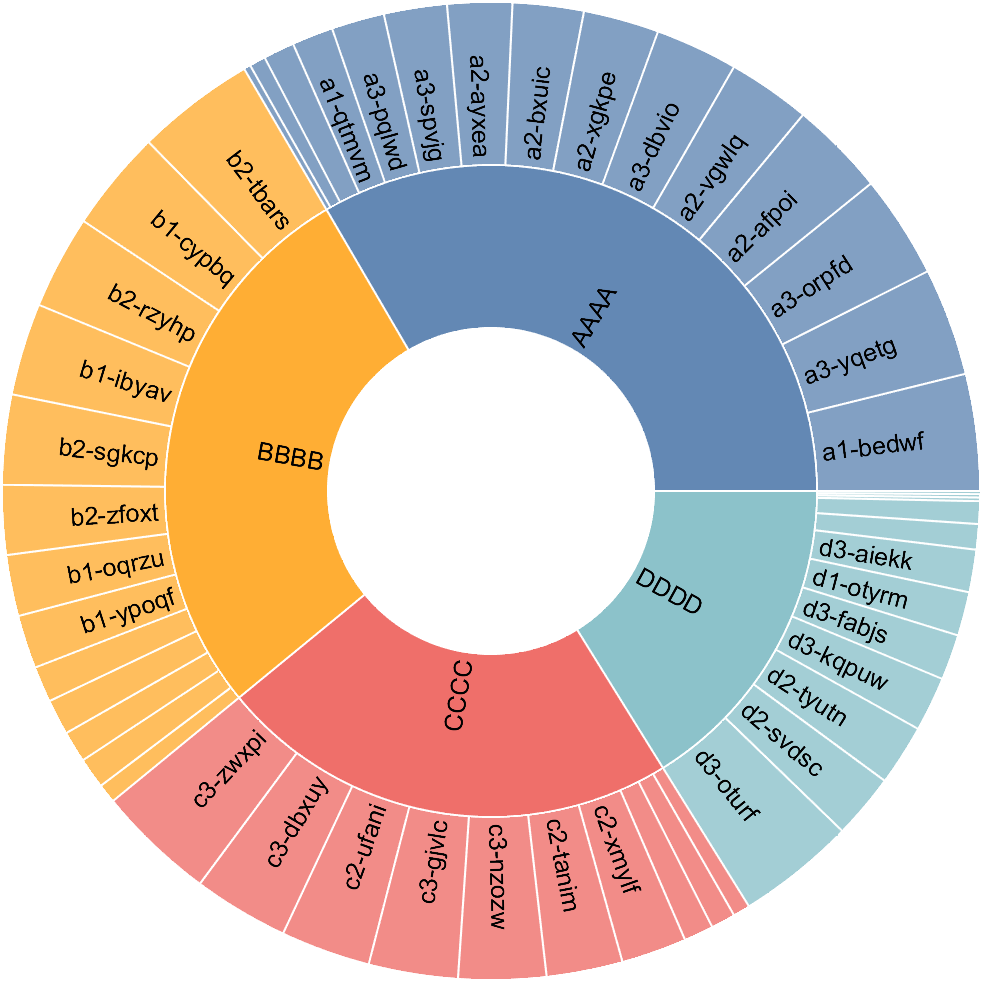 AAAA
a1-bedwf
a3-yqetg
a3-orpfd
a2-afpoi
a2-vgwlq
a3-dbvio
a2-xgkpe
a2-bxuic
a2-ayxea
a3-spvjg
a3-pqlwd
a1-qtmvm
BBBB
b2-tbars
b1-cypbq
b2-rzyhp
b1-ibyav
b2-sgkcp
b2-zfoxt
b1-oqrzu
b1-ypoqf
CCCC
c3-zwxpi
c3-dbxuy
c2-ufani
c3-gjvlc
c3-nzozw
c2-tanim
c2-xmylf
DDDD
d3-oturf
d2-svdsc
d2-tyutn
d3-kqpuw
d3-fabjs
d1-otyrm
d3-aiekk